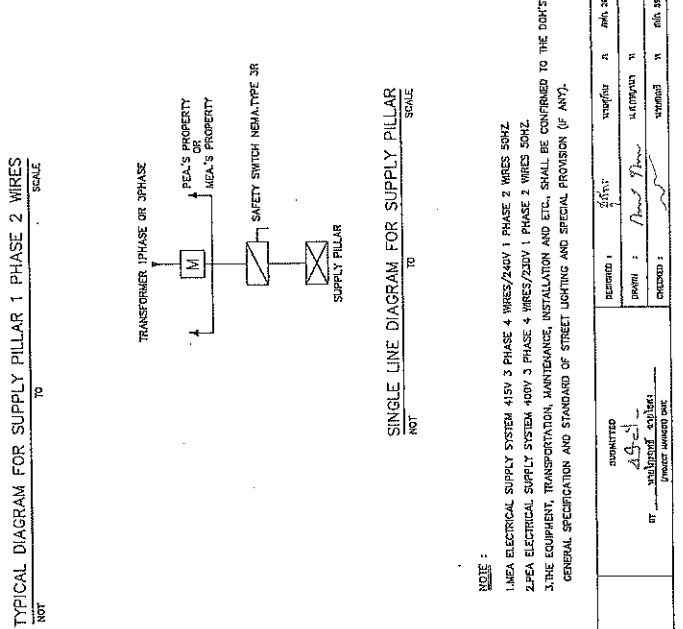 TYPICAL DIAGRAM FOR SUPPLY PILLAR 1 PHASE 2 WIRES
NOT TO SCALE
TRANSFORMER 1PHASE OR 3PHASE
PEA.'S PROPERTY
OR
MEA.'S PROPERTY
M
SAFETY SWITCH NEMA.TYPE 3R
SUPPLY PILLAR
SINGLE LINE DIAGRAM FOR SUPPLY PILLAR
NOT TO SCALE
NOTE :
1.MEA ELECTRICAL SUPPLY SYSTEM 415V 3 PHASE 4 WIRES/240V 1 PHASE 2 WIRES 50HZ.
2.PEA ELECTRICAL SUPPLY SYSTEM 400V 3 PHASE 4 WIRES/230V 1 PHASE 2 WIRES 50HZ.
3.THE EQUIPMENT, TRANSPORTATION, MAINTENANCE, INSTALLATION AND ETC., SHALL BE CONFIRMED TO THE DOH'S
GENERAL SPECIFICATION AND STANDARD OF STREET LIGHTING AND SPECIAL PROVISION (IF ANY).
SUBMITTED
BY
DESIGNED :
DRAWN :
CHECKED :